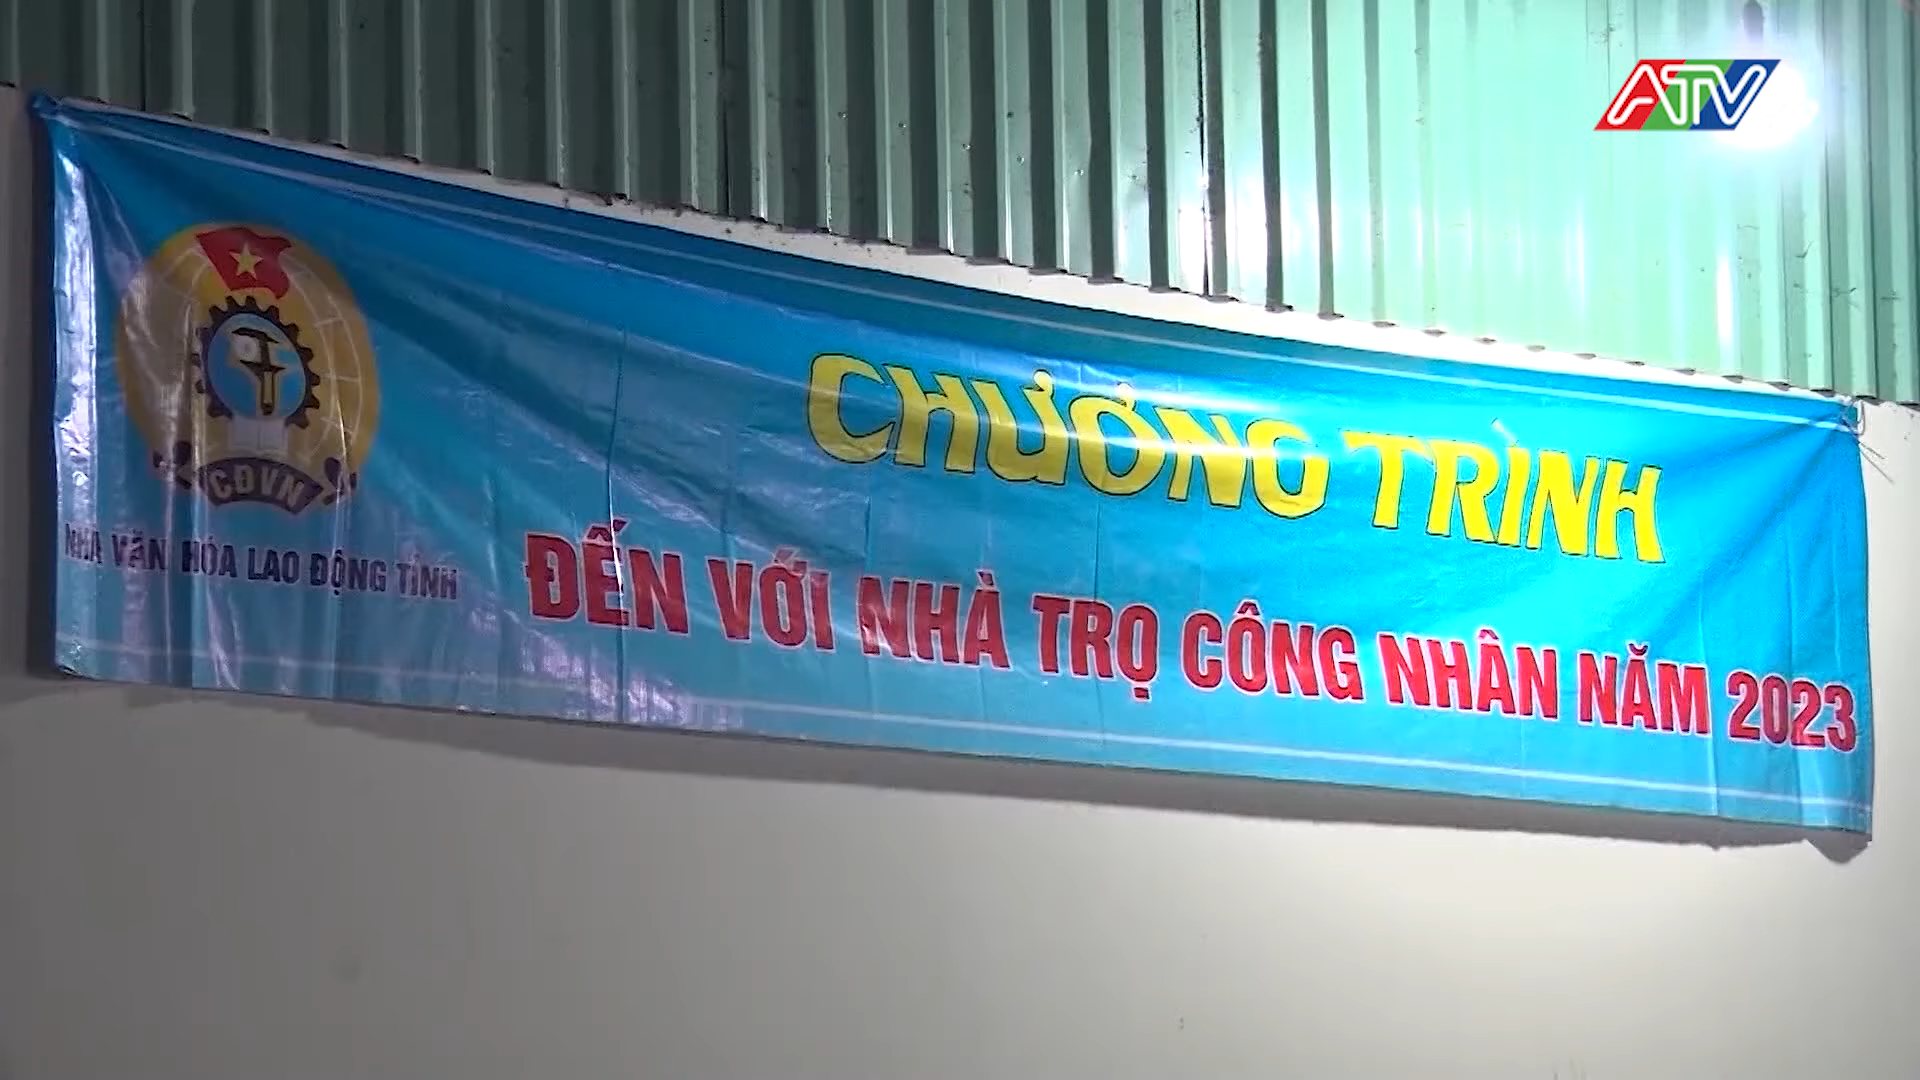 ATV
CHƯƠNG TRÌNH
CĐVN
NHÀ VĂN HÓA LAO ĐỘNG TỈNH
ĐẾN VỚI NHÀ TRỌ CÔNG NHÂN NĂM 2023